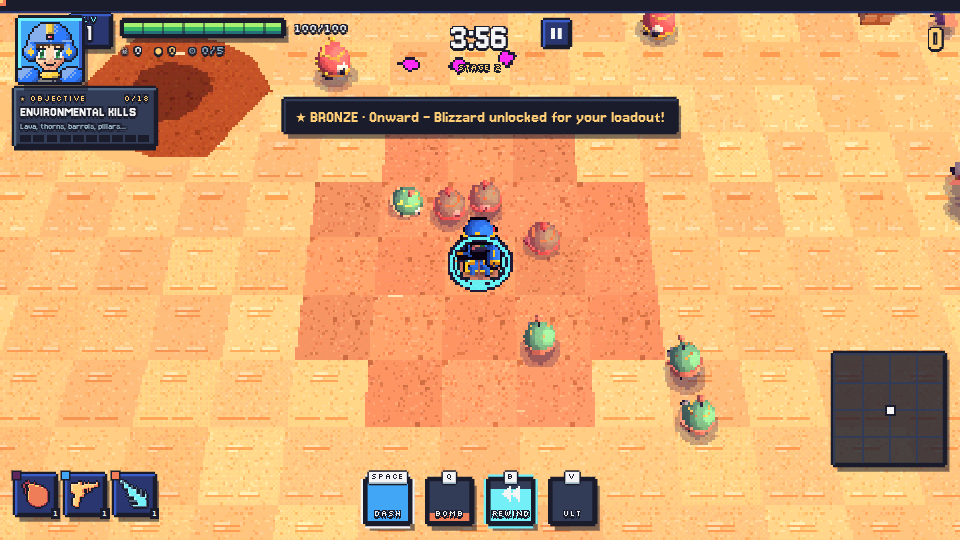 LV
1
100/100
0 0 0/5
★ OBJECTIVE 0/18
ENVIRONMENTAL KILLS
Lava, thorns, barrels, pillars...
3:56
STAGE 2
0
★ BRONZE · Onward – Blizzard unlocked for your loadout!
1 1 1
SPACE
DASH
Q
BOMB
B
REWIND
V
VLT